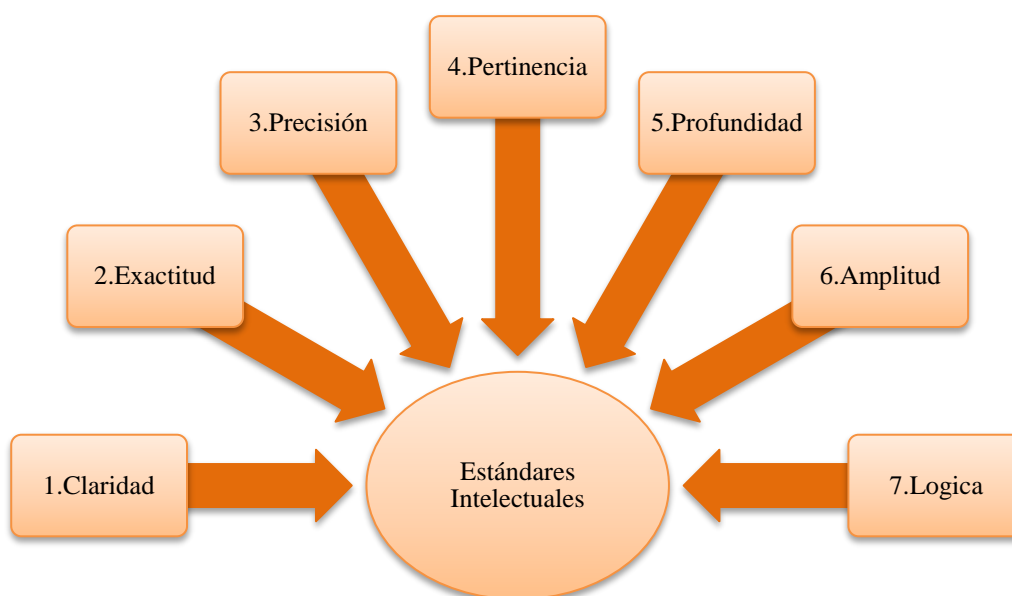 1.Claridad
2.Exactitud
3.Precisión
4.Pertinencia
5.Profundidad
6.Amplitud
7.Logica
Estándares
Intelectuales